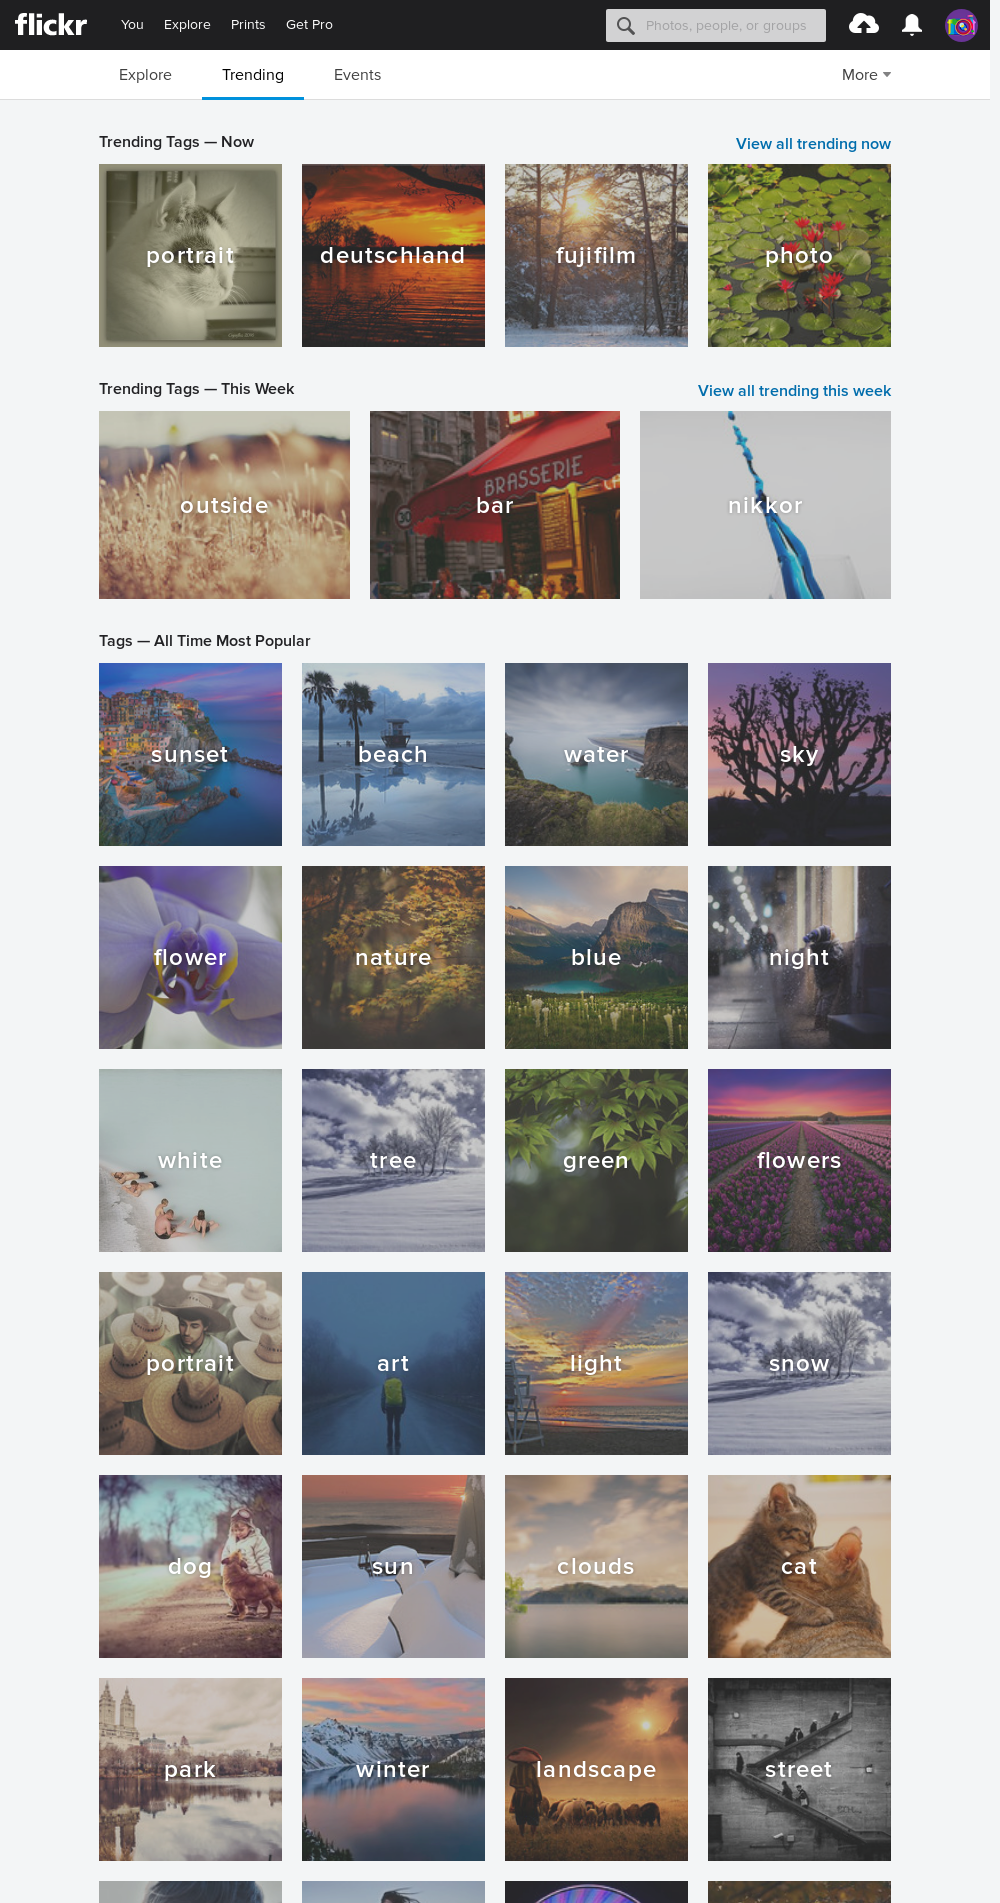 flickr You Explore Prints Get Pro Photos, people, or groups
Explore Trending Events More
Trending Tags — Now View all trending now
portrait deutschland fujifilm photo
Trending Tags — This Week View all trending this week
BRASSERIE
outside bar nikkor
Tags — All Time Most Popular
sunset beach water sky
flower nature blue night
white tree green flowers
portrait art light snow
dog sun clouds cat
park winter landscape street